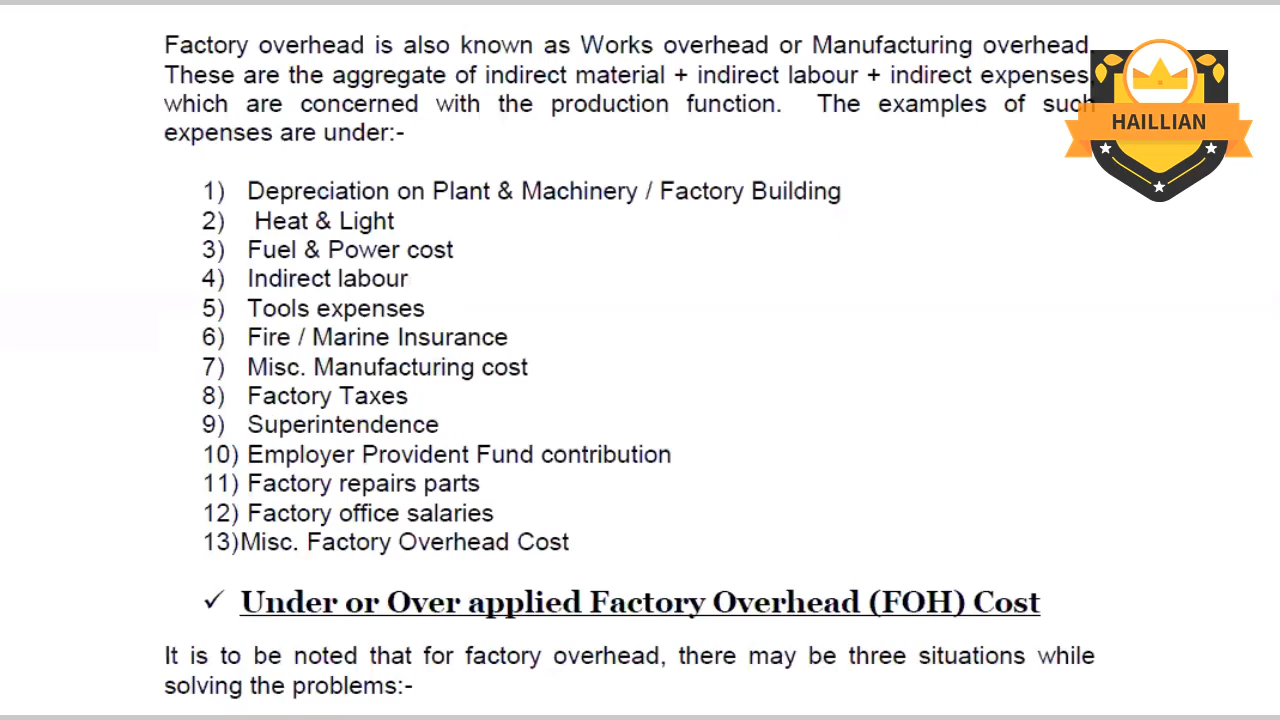 Factory overhead is also known as Works overhead or Manufacturing overhead.
These are the aggregate of indirect material + indirect labour + indirect expenses,
which are concerned with the production function. The examples of such
expenses are under:-
HAILLIAN
1) Depreciation on Plant & Machinery / Factory Building
2) Heat & Light
3) Fuel & Power cost
4) Indirect labour
5) Tools expenses
6) Fire / Marine Insurance
7) Misc. Manufacturing cost
8) Factory Taxes
9) Superintendence
10) Employer Provident Fund contribution
11) Factory repairs parts
12) Factory office salaries
13)Misc. Factory Overhead Cost
✓ Under or Over applied Factory Overhead (FOH) Cost
It is to be noted that for factory overhead, there may be three situations while
solving the problems:-